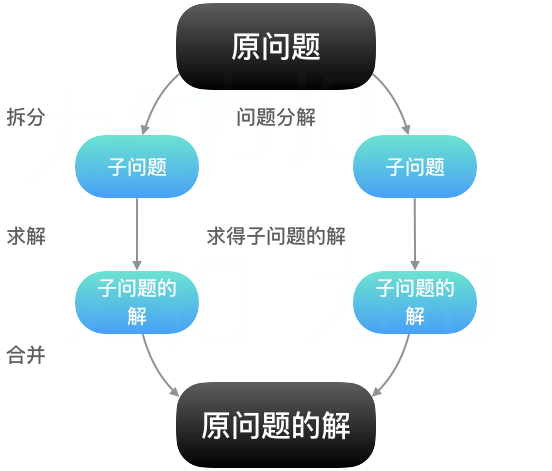 原问题
拆分
问题分解
子问题
子问题
求解
求得子问题的解
子问题的
解
子问题的
解
合并
原问题的解